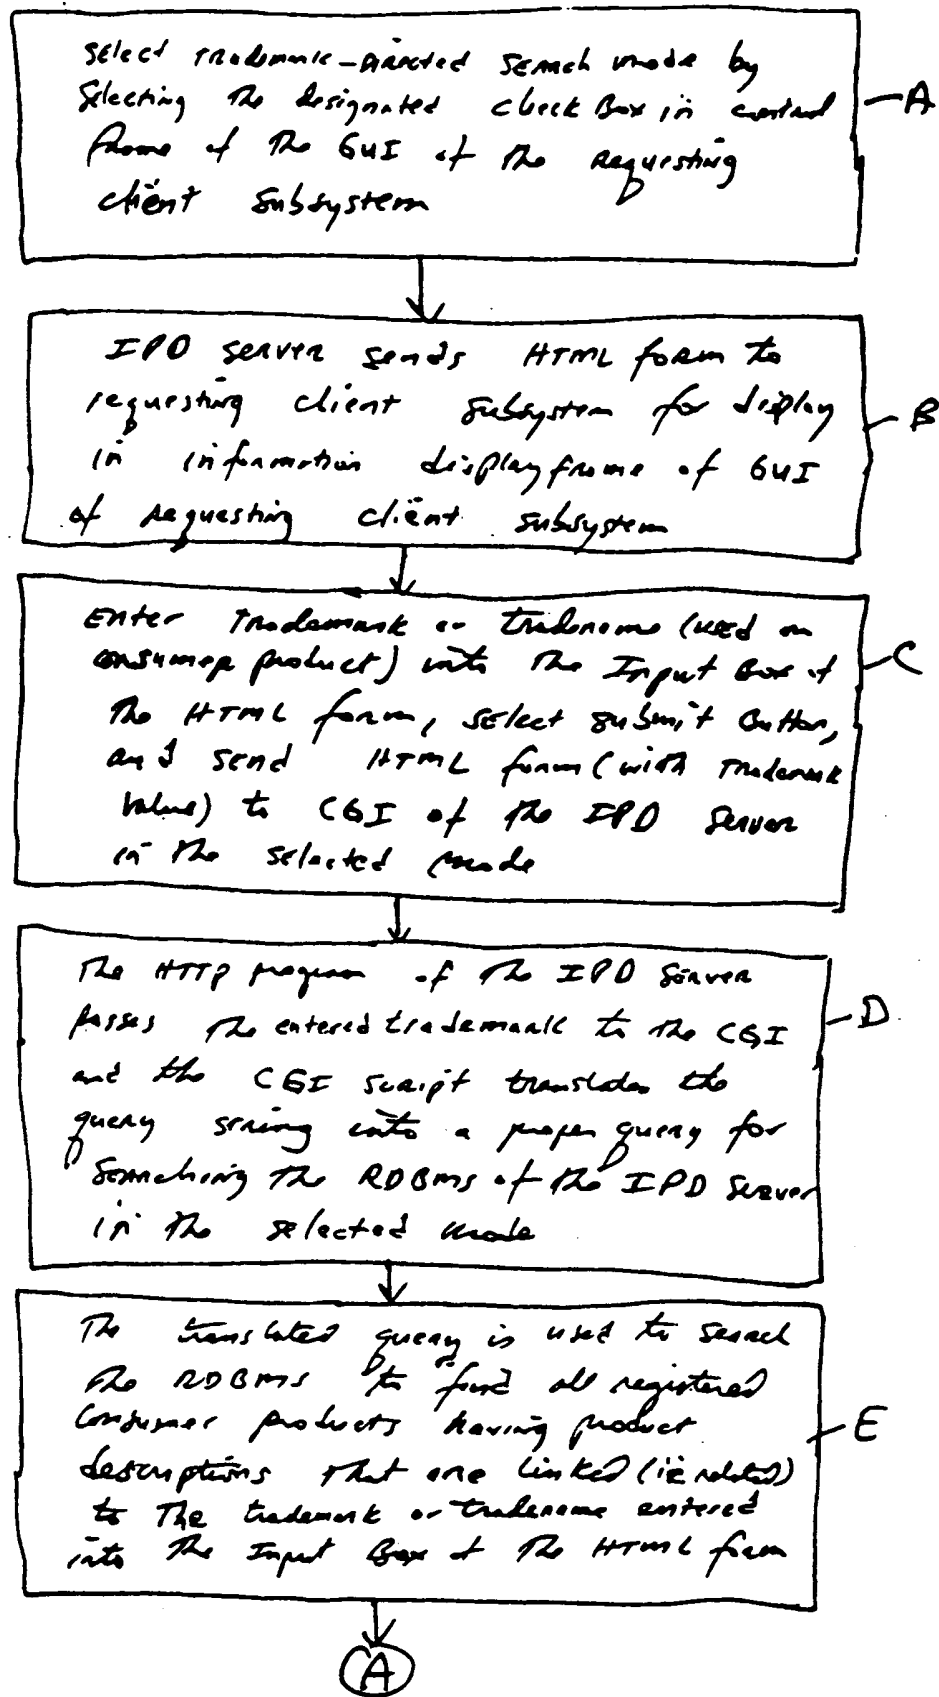 Select Trademark-Directed Search mode by
Selecting the designated check Box in control
frame of the GUI of the requesting
client subsystem
A
IPD Server sends HTML form to
requesting client subsystem for display
in information display frame of GUI
of requesting client subsystem
B
Enter Trademark or tradename (used on
consumer product) into the Input Box of
the HTML form, select submit Button,
and send HTML form (with Trademark
Value) to CGI of the IPD Server
in the selected mode
C
The HTTP program of the IPD Server
passes the entered trademark to the CGI
and the CGI script translates the
query string into a proper query for
Searching the RDBMS of the IPD Server
in the selected mode
D
The translated query is used to search
the RDBMS to find all registered
Consumer products having product
descriptions that are linked (ie related)
to The trademark or tradename entered
into the Input Box of the HTML form
E
A